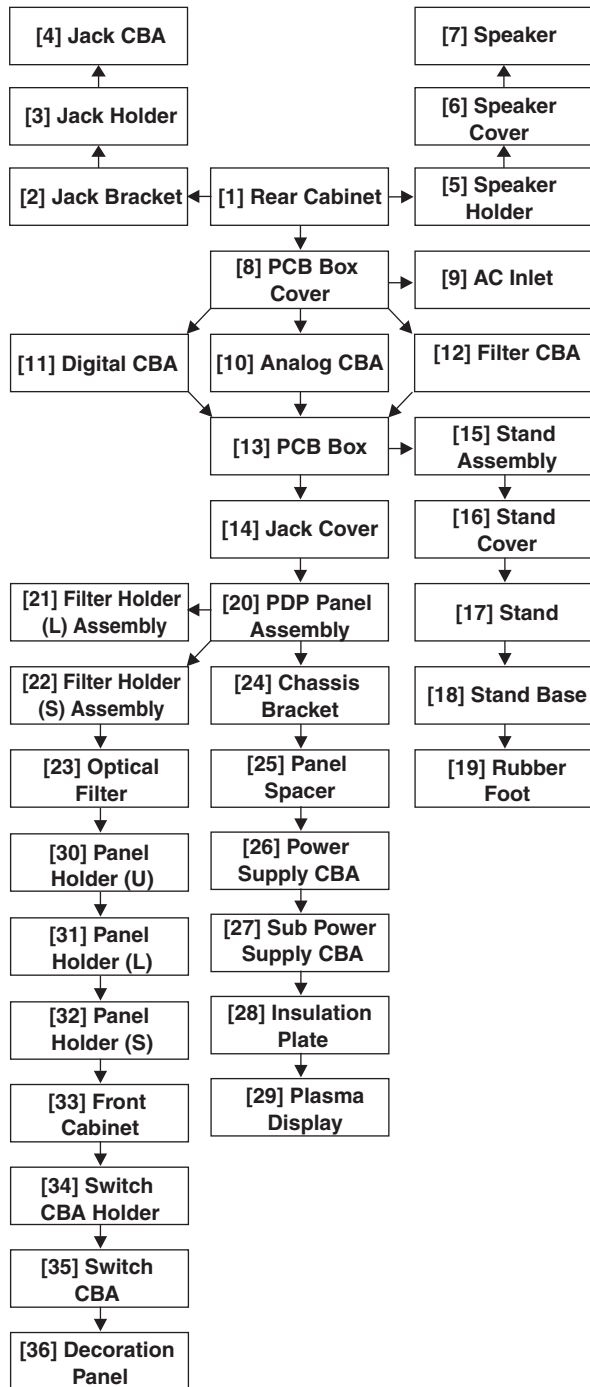 [4] Jack CBA
[7] Speaker
[3] Jack Holder
[6] Speaker
Cover
[2] Jack Bracket
[1] Rear Cabinet
[5] Speaker
Holder
[8] PCB Box
Cover
[9] AC Inlet
[11] Digital CBA
[10] Analog CBA
[12] Filter CBA
[13] PCB Box
[15] Stand
Assembly
[14] Jack Cover
[16] Stand
Cover
[21] Filter Holder
(L) Assembly
[20] PDP Panel
Assembly
[17] Stand
[22] Filter Holder
(S) Assembly
[24] Chassis
Bracket
[18] Stand Base
[23] Optical
Filter
[25] Panel
Spacer
[19] Rubber
Foot
[30] Panel
Holder (U)
[26] Power
Supply CBA
[31] Panel
Holder (L)
[27] Sub Power
Supply CBA
[32] Panel
Holder (S)
[28] Insulation
Plate
[33] Front
Cabinet
[29] Plasma
Display
[34] Switch
CBA Holder
[35] Switch
CBA
[36] Decoration
Panel